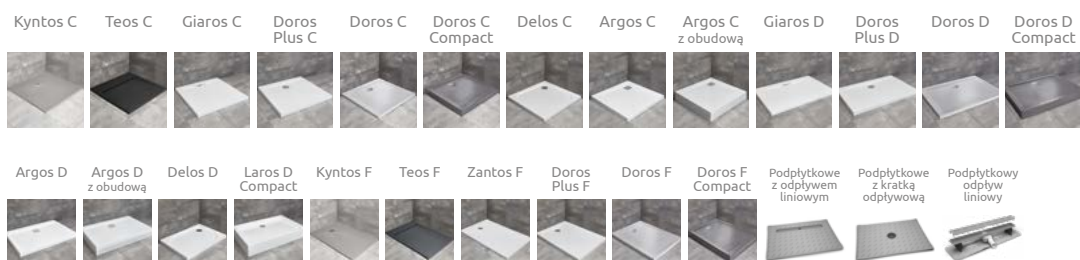 Kyntos C
Teos C
Giaros C
Doros
Plus C
Doros C
Doros C
Compact
Delos C
Argos C
Argos C
z obudową
Giaros D
Doros
Plus D
Doros D
Doros D
Compact
Argos D
Argos D
z obudową
Delos D
Laros D
Compact
Kyntos F
Teos F
Zantos F
Doros
Plus F
Doros F
Doros F
Compact
Podpłytkowe
z odpływem
liniowym
Podpłytkowe
z kratką
odpływową
Podpłytkowy
odpływ
liniowy